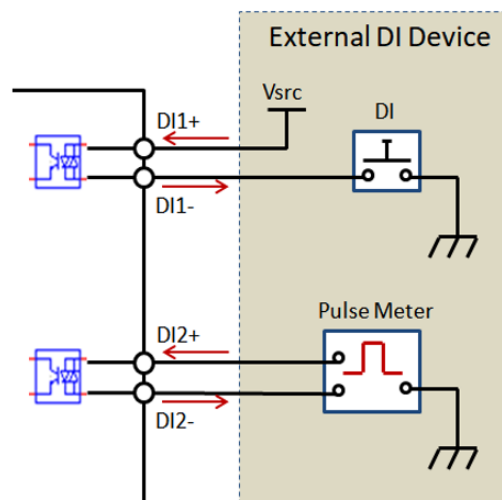 External DI Device
Vsrc
DI1+
DI
DI1-
Pulse Meter
DI2+
DI2-